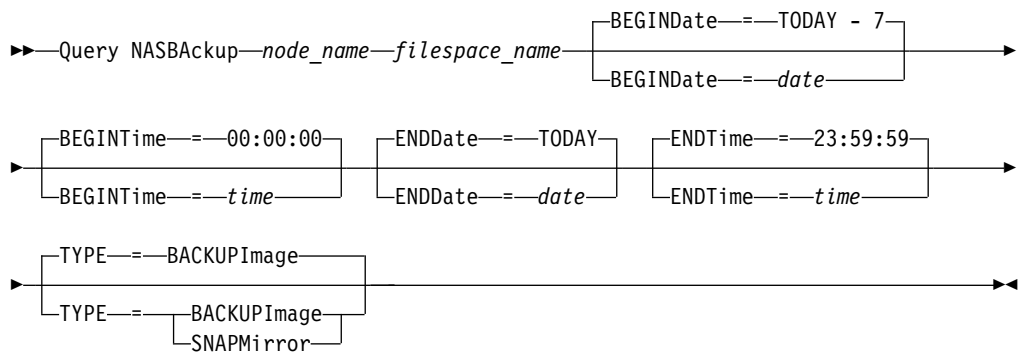 BEGINDate = TODAY - 7
Query NASBAckup node_name filespace_name
BEGINDate = date
BEGINTime = 00:00:00 ENDDate = TODAY ENDTime = 23:59:59
BEGINTime = time ENDDate = date ENDTime = time
TYPE = BACKUPImage
TYPE = BACKUPImage
SNAPMirror